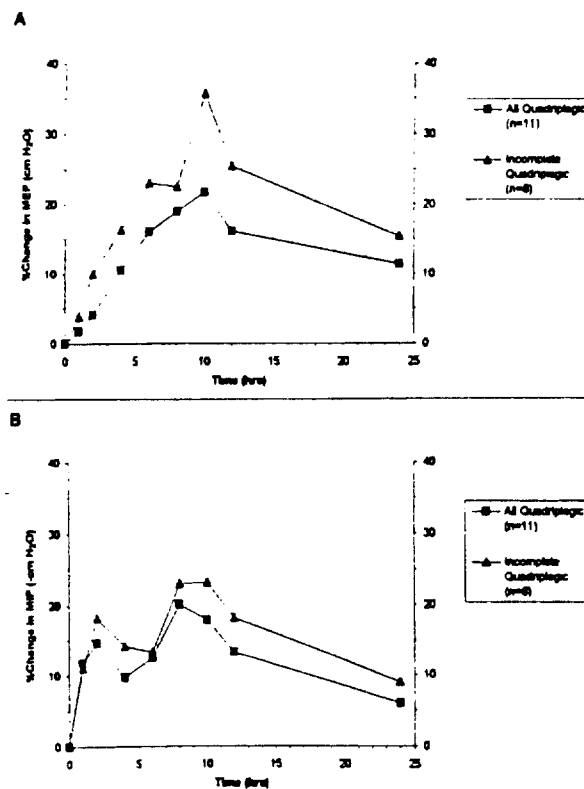 A
40
30
20
10
0
%Change in MEP (cm H₂O)
40
30
20
10
0
0 5 10 15 20 25
Time (hrs)
All Quadriplegic
(n=11)
Incomplete
Quadriplegic
(n=6)
B
40
30
20
10
0
%Change in MIP (-cm H₂O)
40
30
20
10
0
0 5 10 15 20 25
Time (hrs)
All Quadriplegic
(n=11)
Incomplete
Quadriplegic
(n=6)